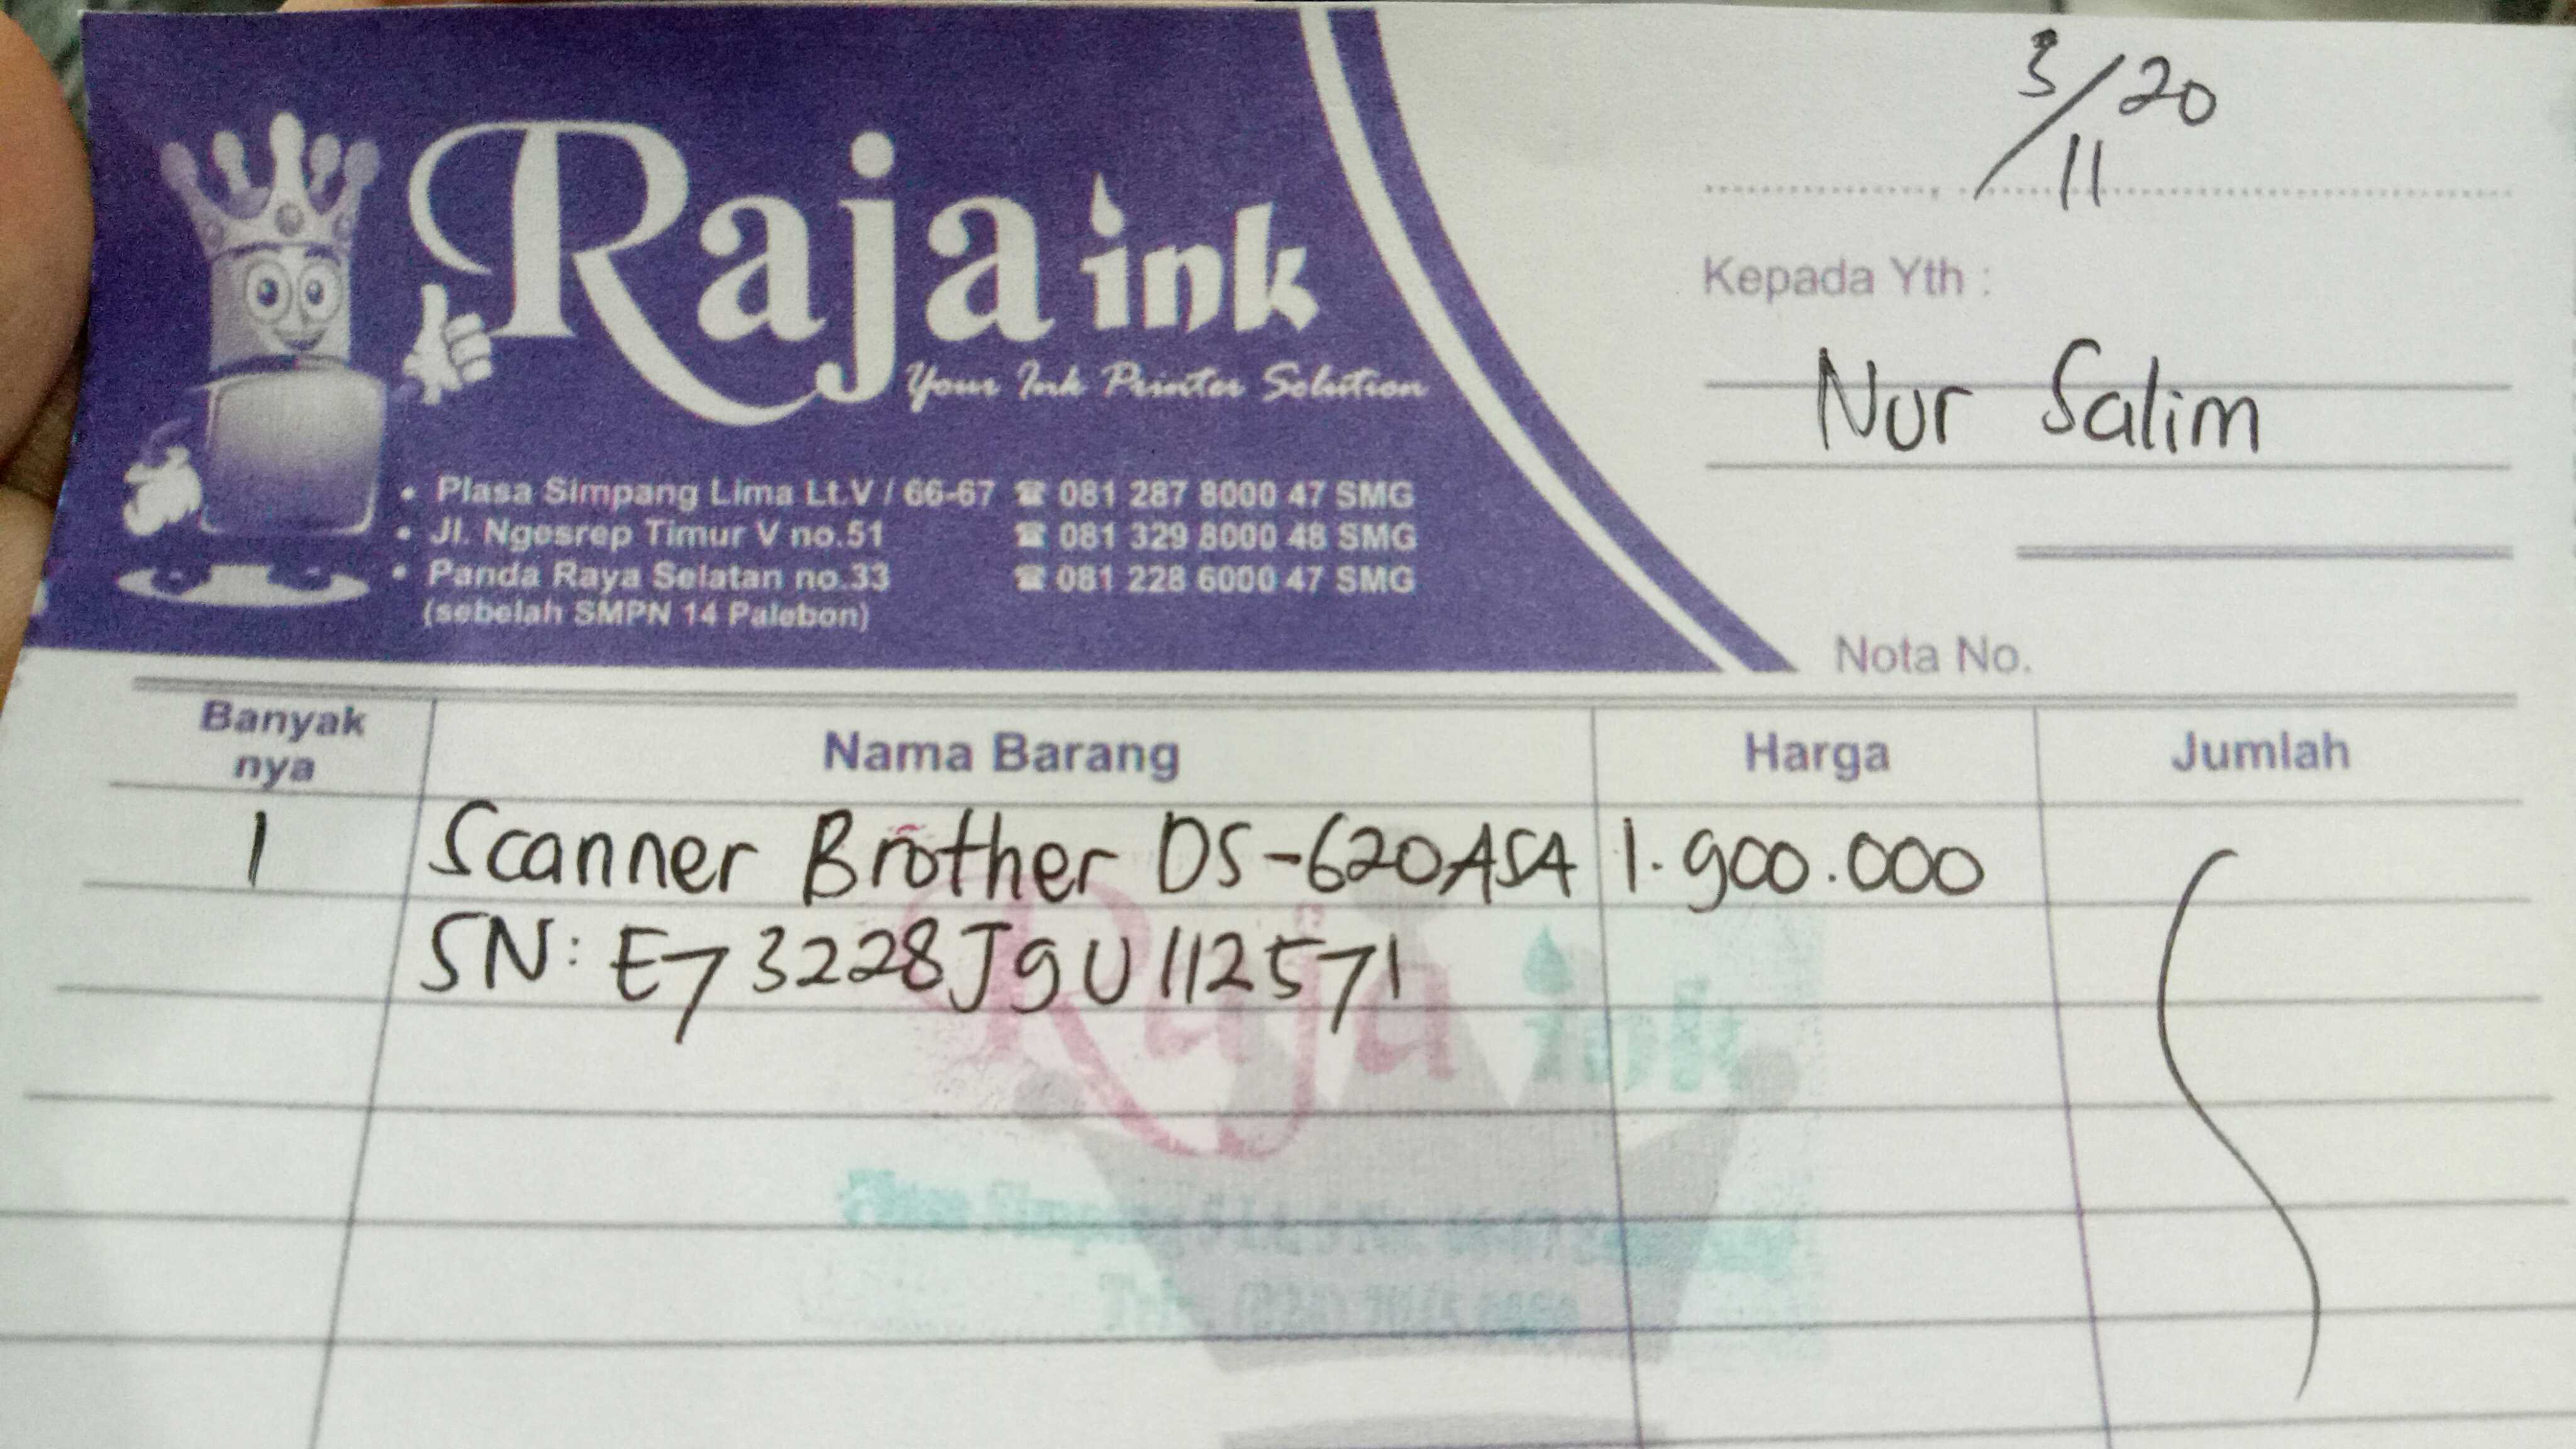 3/11 20
Raja ink
Your Ink Printer Solution
• Plasa Simpang Lima Lt.V / 66-67 ☎ 081 287 8000 47 SMG
• Jl. Ngesrep Timur V no.51 ☎ 081 329 8000 48 SMG
• Panda Raya Selatan no.33 ☎ 081 228 6000 47 SMG
(sebelah SMPN 14 Palebon)
Kepada Yth :
Nur Salim
Nota No.
Banyak nya Nama Barang Harga Jumlah
1 Scanner Brother DS-620ASA 1.900.000
SN: E73228J9U112571
Raja ink